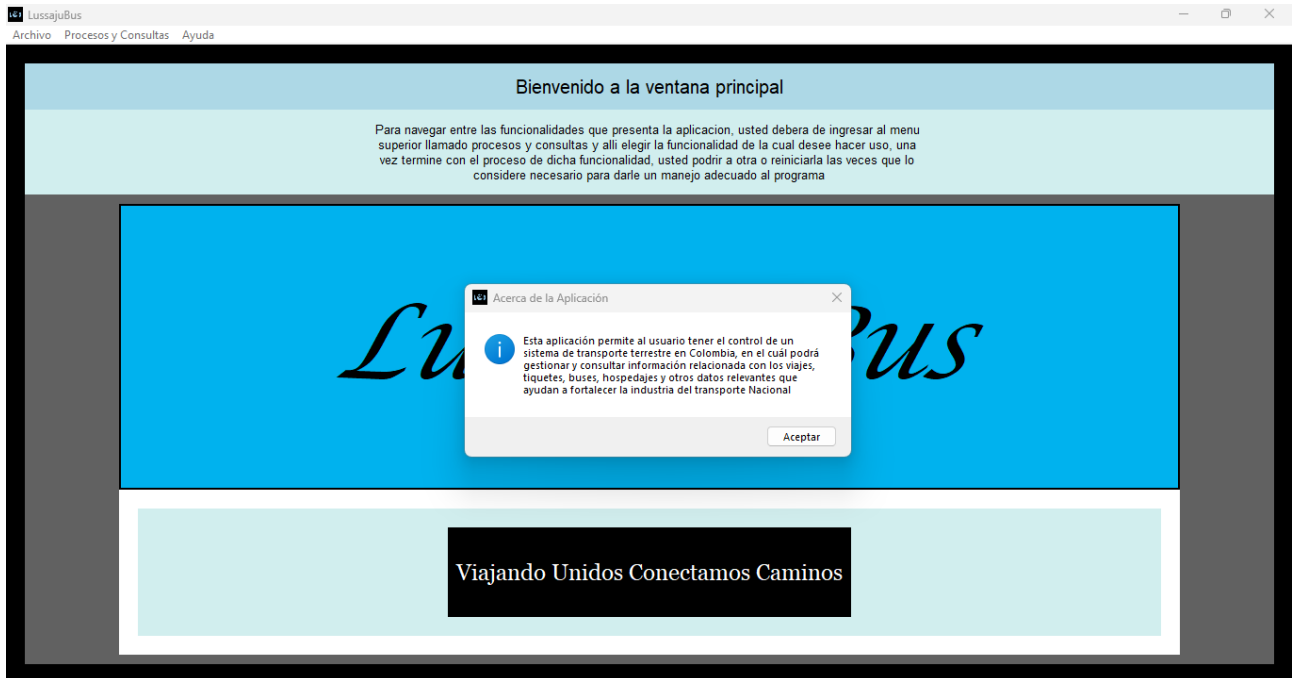 LussajuBus
Archivo Procesos y Consultas Ayuda
Bienvenido a la ventana principal
Para navegar entre las funcionalidades que presenta la aplicacion, usted debera de ingresar al menu
superior llamado procesos y consultas y alli elegir la funcionalidad de la cual desee hacer uso, una
vez termine con el proceso de dicha funcionalidad, usted podrir a otra o reiniciarla las veces que lo
considere necesario para darle un manejo adecuado al programa
Lu Bus
Acerca de la Aplicación
Esta aplicación permite al usuario tener el control de un
sistema de transporte terrestre en Colombia, en el cuál podrá
gestionar y consultar información relacionada con los viajes,
tiquetes, buses, hospedajes y otros datos relevantes que
ayudan a fortalecer la industria del transporte Nacional
Aceptar
Viajando Unidos Conectamos Caminos